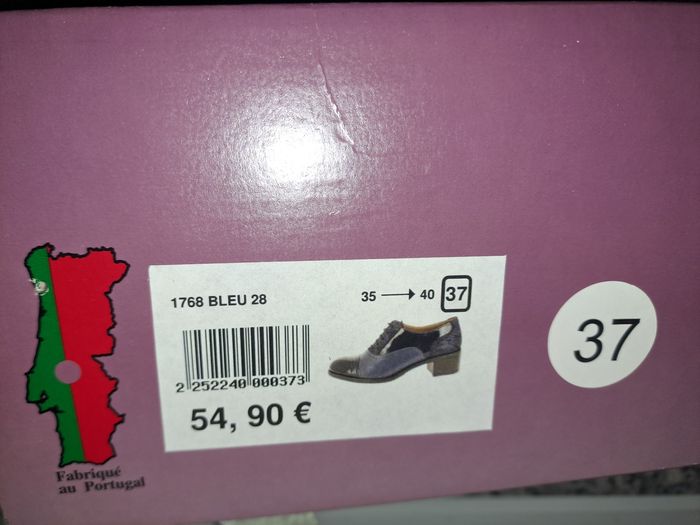 1768 BLEU 28
35 → 40 37
2 252240 000373
54, 90 €
37
Fabriqué
au Portugal